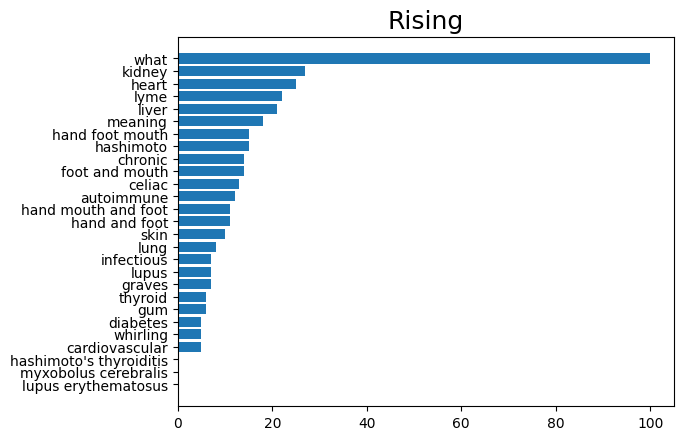 Rising
what
kidney
heart
lyme
liver
meaning
hand foot mouth
hashimoto
chronic
foot and mouth
celiac
autoimmune
hand mouth and foot
hand and foot
skin
lung
infectious
lupus
graves
thyroid
gum
diabetes
whirling
cardiovascular
hashimoto's thyroiditis
myxobolus cerebralis
lupus erythematosus
0 20 40 60 80 100